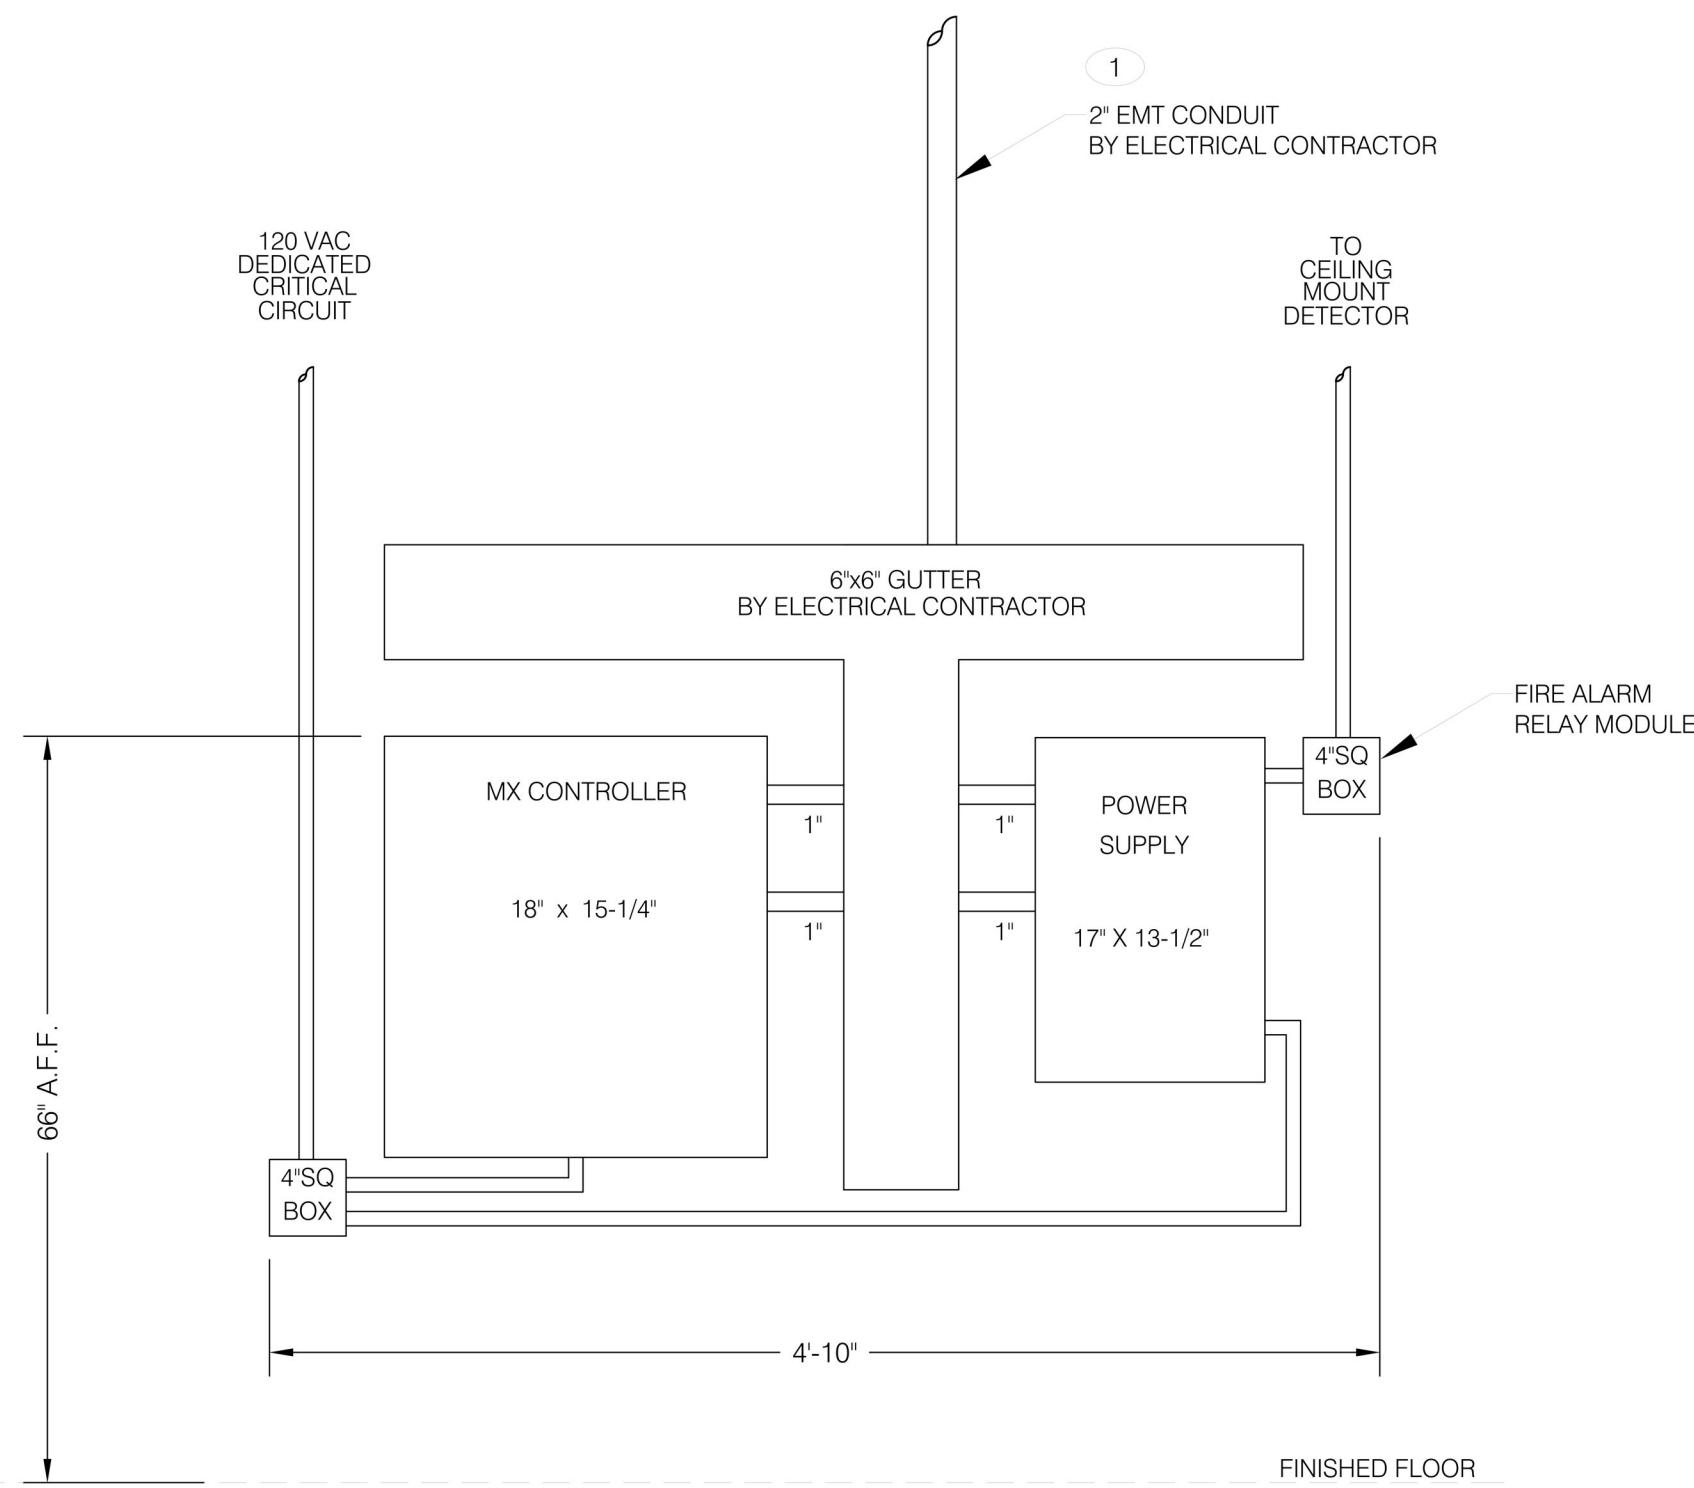 1
2" EMT CONDUIT
BY ELECTRICAL CONTRACTOR
120 VAC
DEDICATED
CRITICAL
CIRCUIT
TO
CEILING
MOUNT
DETECTOR
6"x6" GUTTER
BY ELECTRICAL CONTRACTOR
FIRE ALARM
RELAY MODULE
4"SQ
BOX
MX CONTROLLER
18" x 15-1/4"
1"
1"
1"
1"
POWER
SUPPLY
17" X 13-1/2"
66" A.F.F.
4"SQ
BOX
4'-10"
FINISHED FLOOR